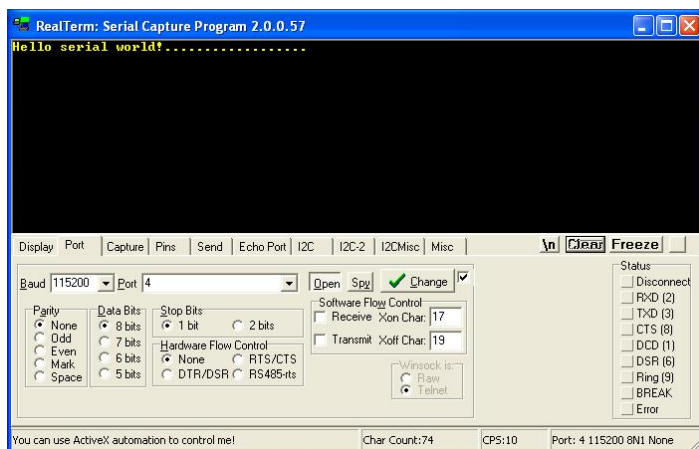 RealTerm: Serial Capture Program 2.0.0.57
Hello serial world!..................
Display Port Capture Pins Send Echo Port I2C I2C-2 I2CMisc Misc \n Clear Freeze
Status
Baud 115200 Port 4 Open Spy Change Disconnect
Parity Data Bits Stop Bits Software Flow Control RXD (2)
None 8 bits 1 bit 2 bits Receive Xon Char: 17 TXD (3)
Odd 7 bits Hardware Flow Control Transmit Xoff Char: 19 CTS (8)
Even 6 bits None RTS/CTS DCD (1)
Mark 5 bits DTR/DSR RS485-rts Winsock is: DSR (6)
Space Raw Ring (9)
Telnet BREAK
Error
You can use ActiveX automation to control me! Char Count:74 CPS:10 Port: 4 115200 8N1 None